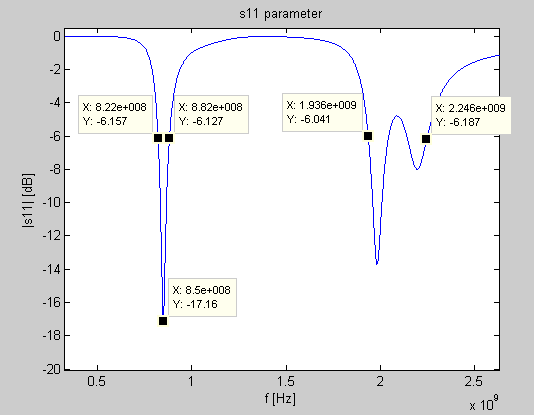 s11 parameter
0
-2
-4
-6
-8
-10
-12
-14
-16
-18
-20
|s11| [dB]
X: 8.22e+008
Y: -6.157
X: 8.82e+008
Y: -6.127
X: 1.936e+009
Y: -6.041
X: 2.246e+009
Y: -6.187
X: 8.5e+008
Y: -17.16
0.5
1
1.5
2
2.5
f [Hz]
x 10^9